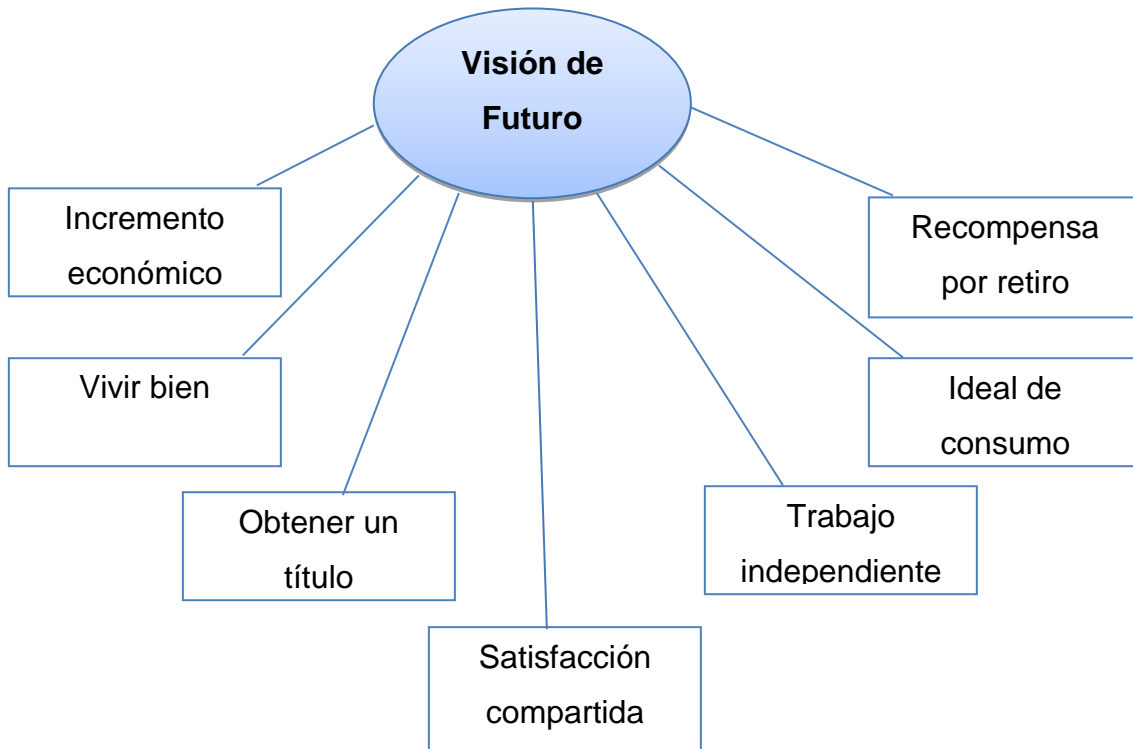 Visión de
Futuro
Incremento
económico
Recompensa
por retiro
Vivir bien
Ideal de
consumo
Obtener un
título
Trabajo
independiente
Satisfacción
compartida